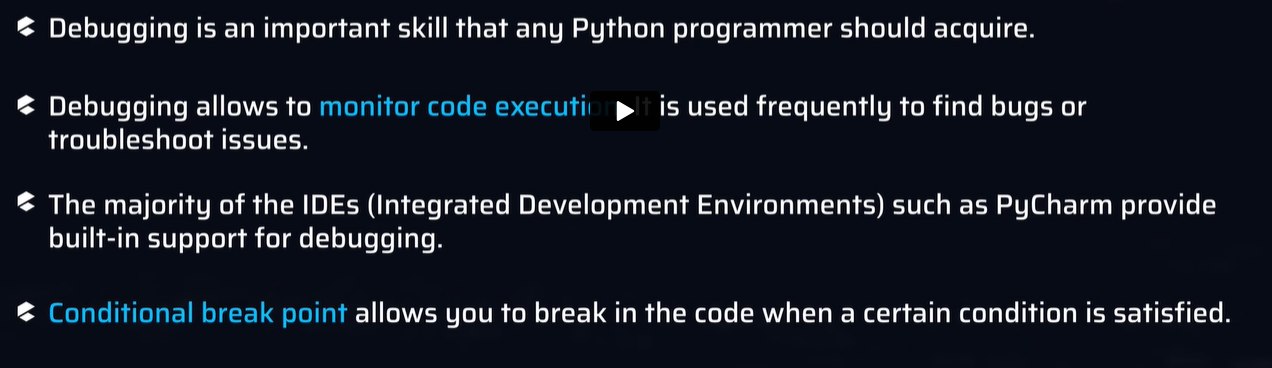 Debugging is an important skill that any Python programmer should acquire.
Debugging allows to monitor code execution. It is used frequently to find bugs or
troubleshoot issues.
The majority of the IDEs (Integrated Development Environments) such as PyCharm provide
built-in support for debugging.
Conditional break point allows you to break in the code when a certain condition is satisfied.